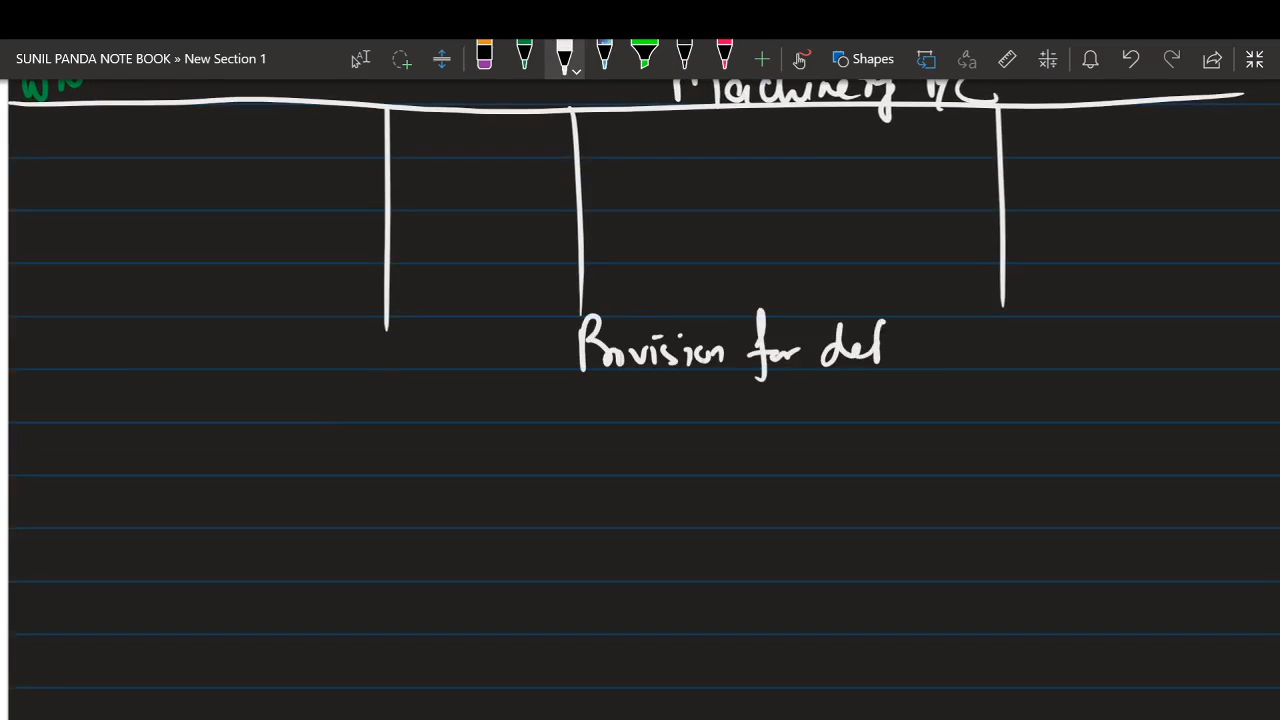 SUNIL PANDA NOTE BOOK » New Section 1
Shapes
Machinery A/C
Provision for dep